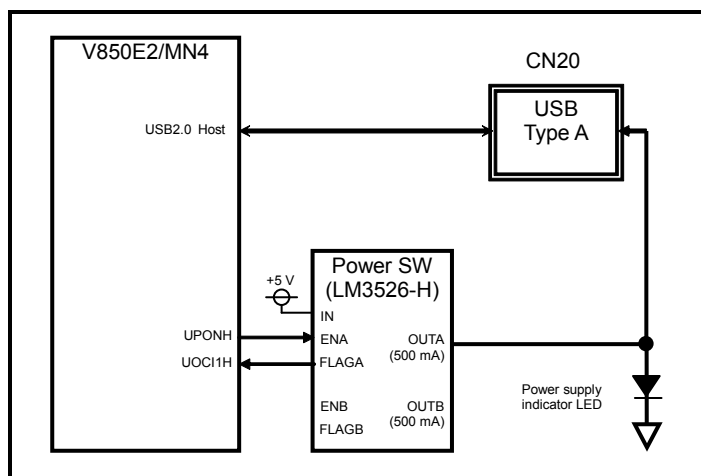 V850E2/MN4
CN20
USB
Type A
USB2.0 Host
Power SW
(LM3526-H)
+5 V
IN
UPONH
ENA
OUTA
(500 mA)
UOCI1H
FLAGA
ENB
OUTB
(500 mA)
FLAGB
Power supply
indicator LED